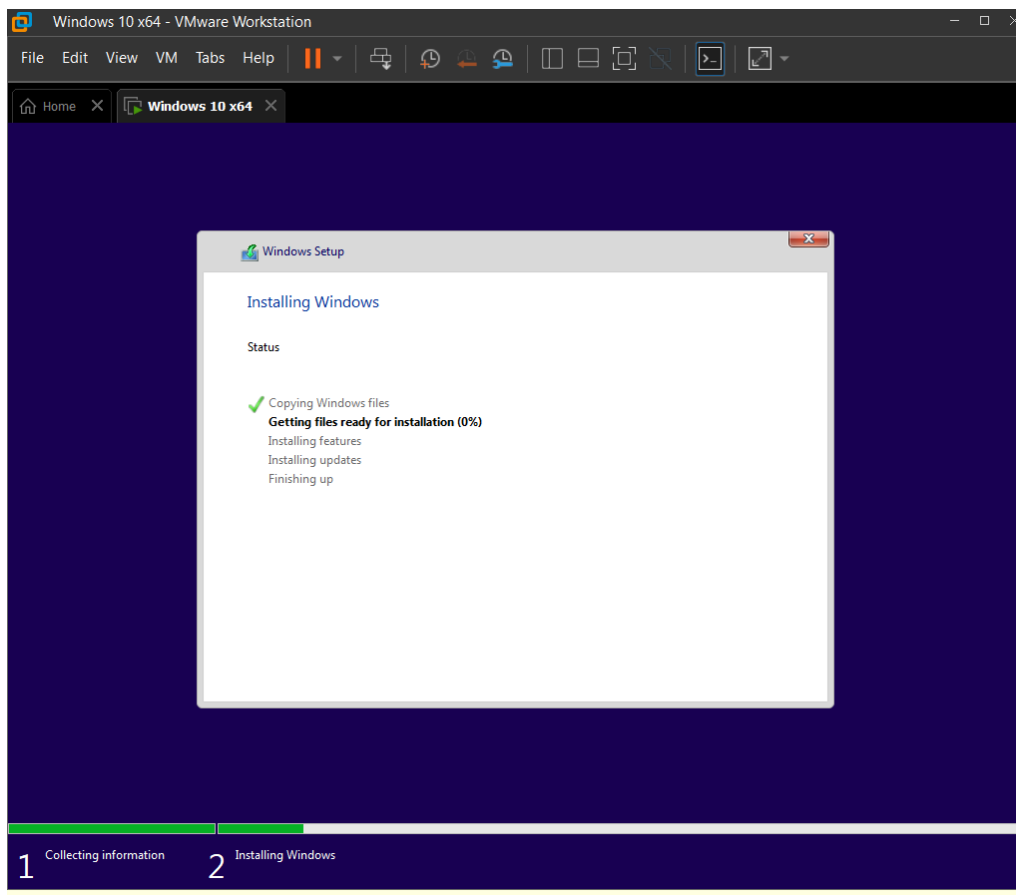 Windows 10 x64 - VMware Workstation
File Edit View VM Tabs Help
Home Windows 10 x64
Windows Setup
Installing Windows
Status
Copying Windows files
Getting files ready for installation (0%)
Installing features
Installing updates
Finishing up
1 Collecting information 2 Installing Windows